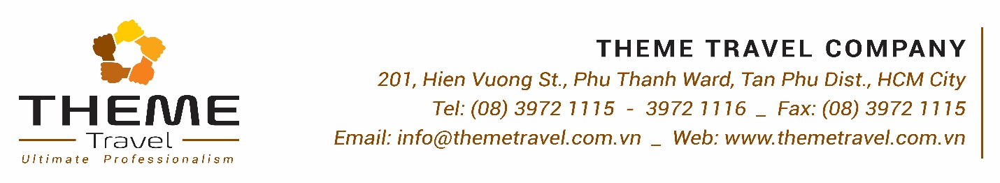 THEME
Travel
Ultimate Professionalism
THEME TRAVEL COMPANY
201, Hien Vuong St., Phu Thanh Ward, Tan Phu Dist., HCM City
Tel: (08) 3972 1115 - 3972 1116 _ Fax: (08) 3972 1115
Email: info@themetravel.com.vn _ Web: www.themetravel.com.vn